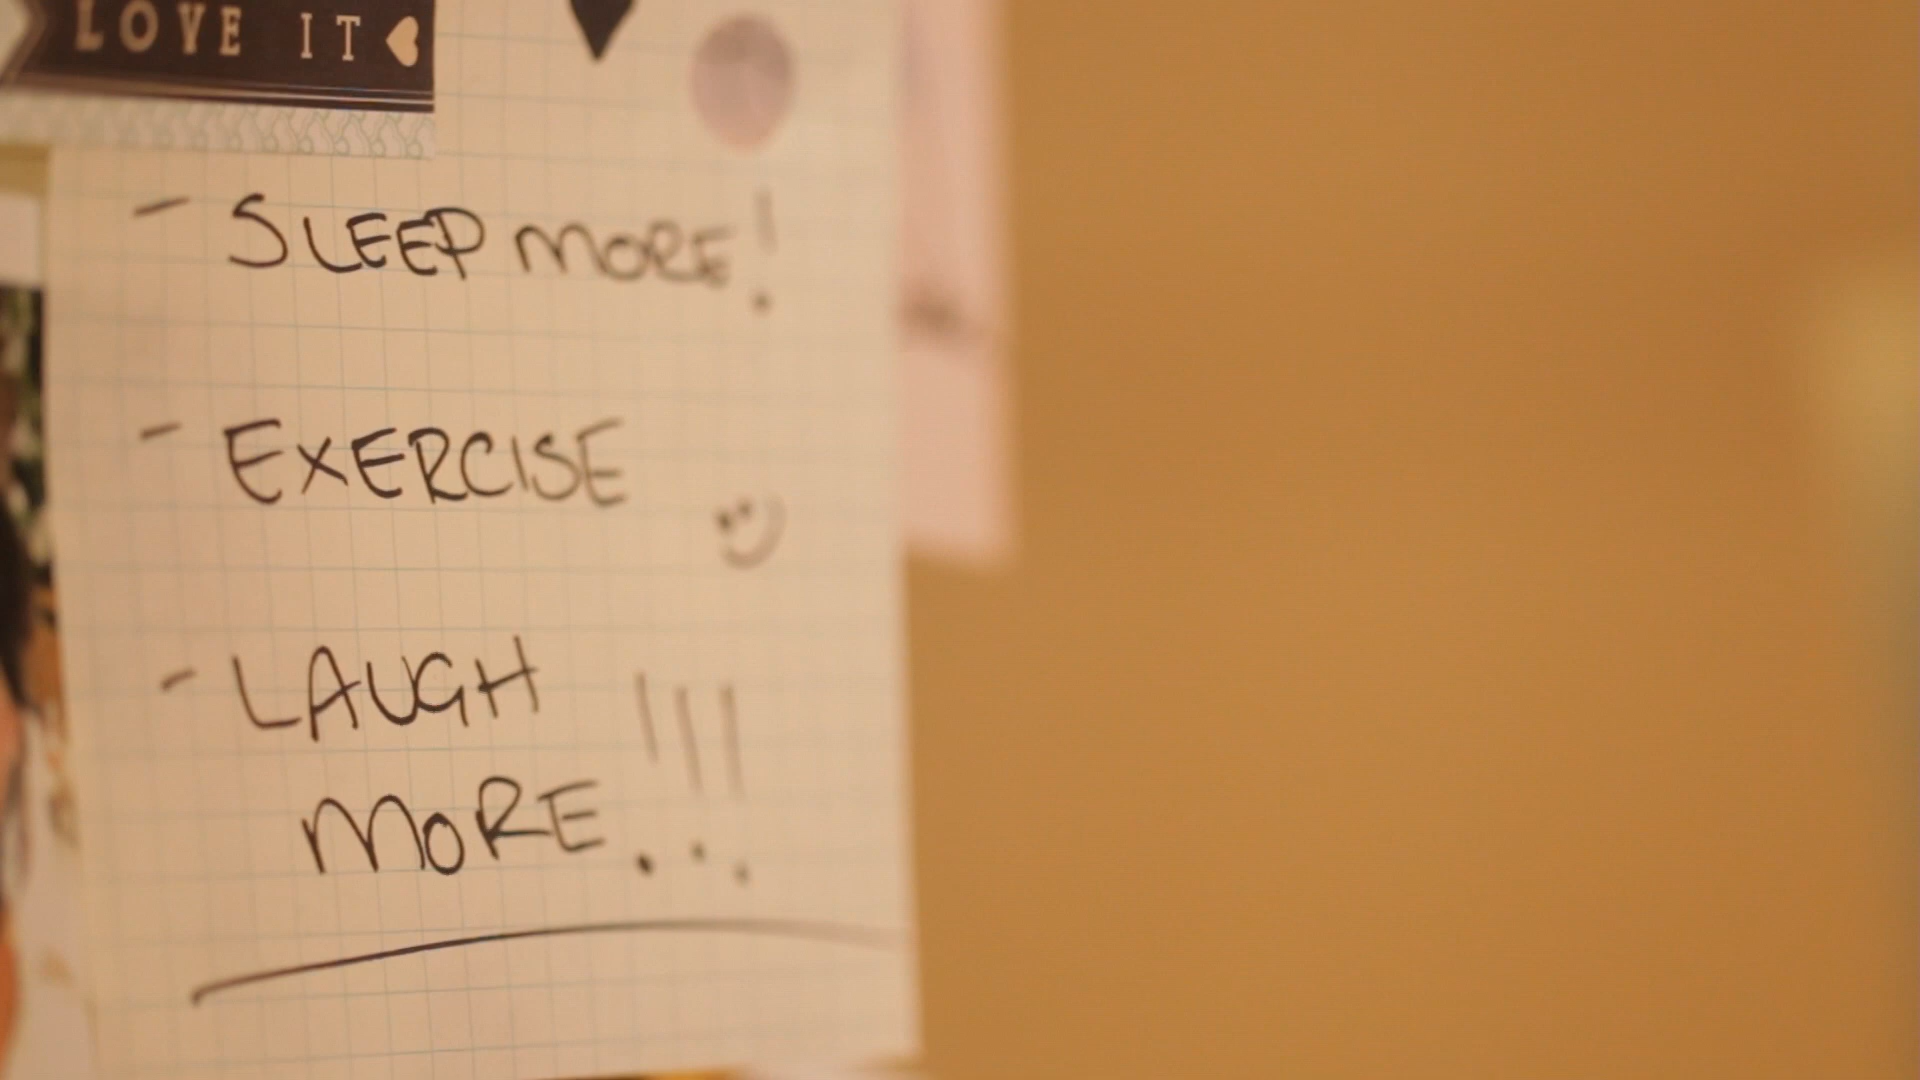 LOVE IT
- SLEEP MORE!
- EXERCISE
- LAUGH
MORE!!!